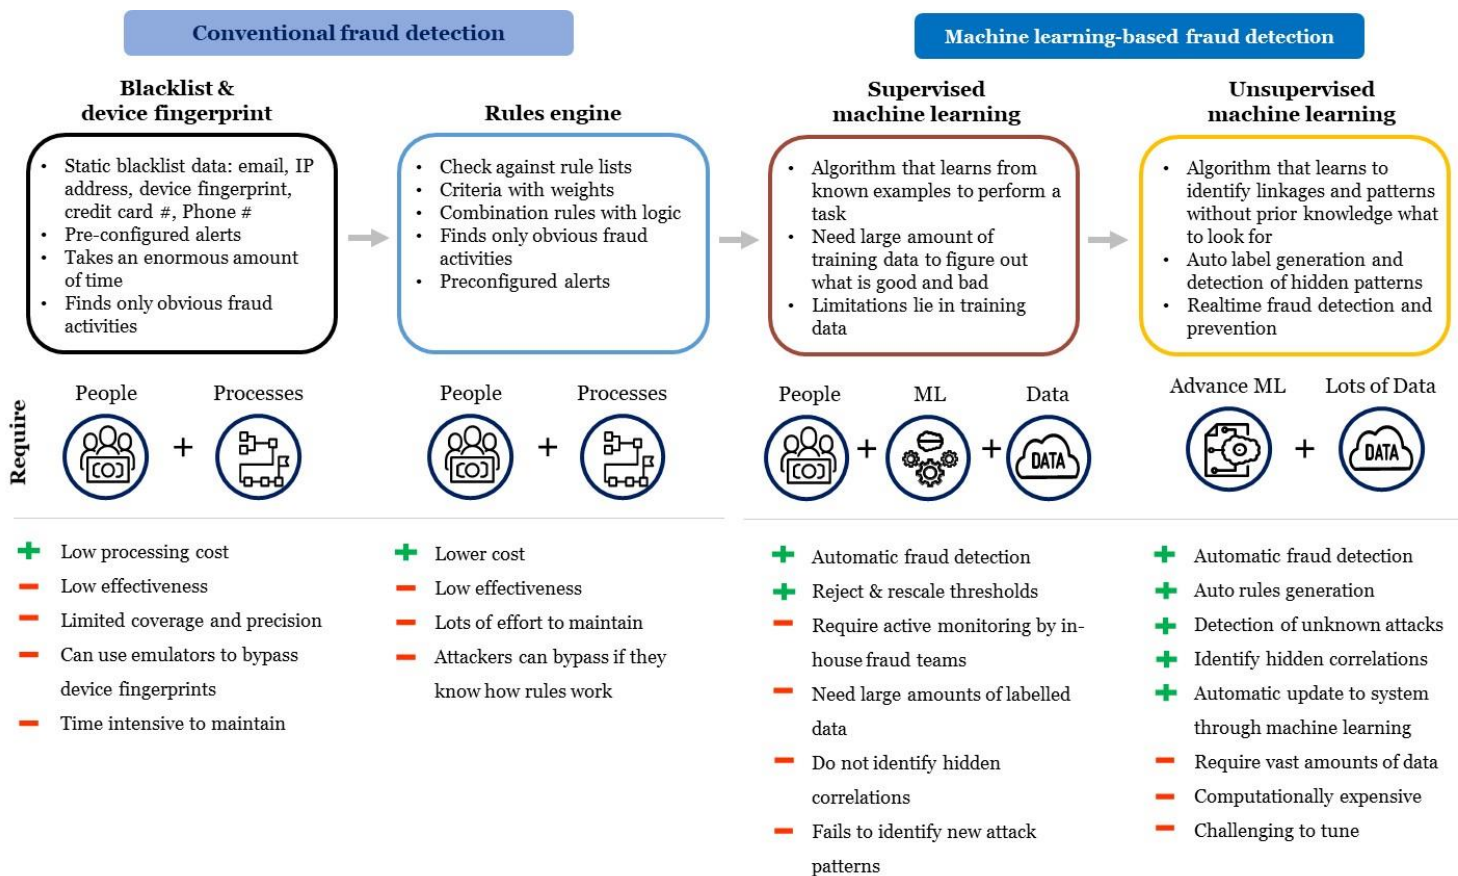 Conventional fraud detection
Machine learning-based fraud detection
Blacklist &
device fingerprint
• Static blacklist data: email, IP
address, device fingerprint,
credit card #, Phone #
• Pre-configured alerts
• Takes an enormous amount
of time
• Finds only obvious fraud
activities
Rules engine
• Check against rule lists
• Criteria with weights
• Combination rules with logic
• Finds only obvious fraud
activities
• Preconfigured alerts
Supervised
machine learning
• Algorithm that learns from
known examples to perform a
task
• Need large amount of
training data to figure out
what is good and bad
• Limitations lie in training
data
Unsupervised
machine learning
• Algorithm that learns to
identify linkages and patterns
without prior knowledge what
to look for
• Auto label generation and
detection of hidden patterns
• Realtime fraud detection and
prevention
Require
People
+
Processes
People
+
Processes
People
+
ML
+
Data
DATA
Advance ML
+
Lots of Data
DATA
+ Low processing cost
− Low effectiveness
− Limited coverage and precision
− Can use emulators to bypass
device fingerprints
− Time intensive to maintain
+ Lower cost
− Low effectiveness
− Lots of effort to maintain
− Attackers can bypass if they
know how rules work
+ Automatic fraud detection
+ Reject & rescale thresholds
− Require active monitoring by in-
house fraud teams
− Need large amounts of labelled
data
− Do not identify hidden
correlations
− Fails to identify new attack
patterns
+ Automatic fraud detection
+ Auto rules generation
+ Detection of unknown attacks
+ Identify hidden correlations
+ Automatic update to system
through machine learning
− Require vast amounts of data
− Computationally expensive
− Challenging to tune